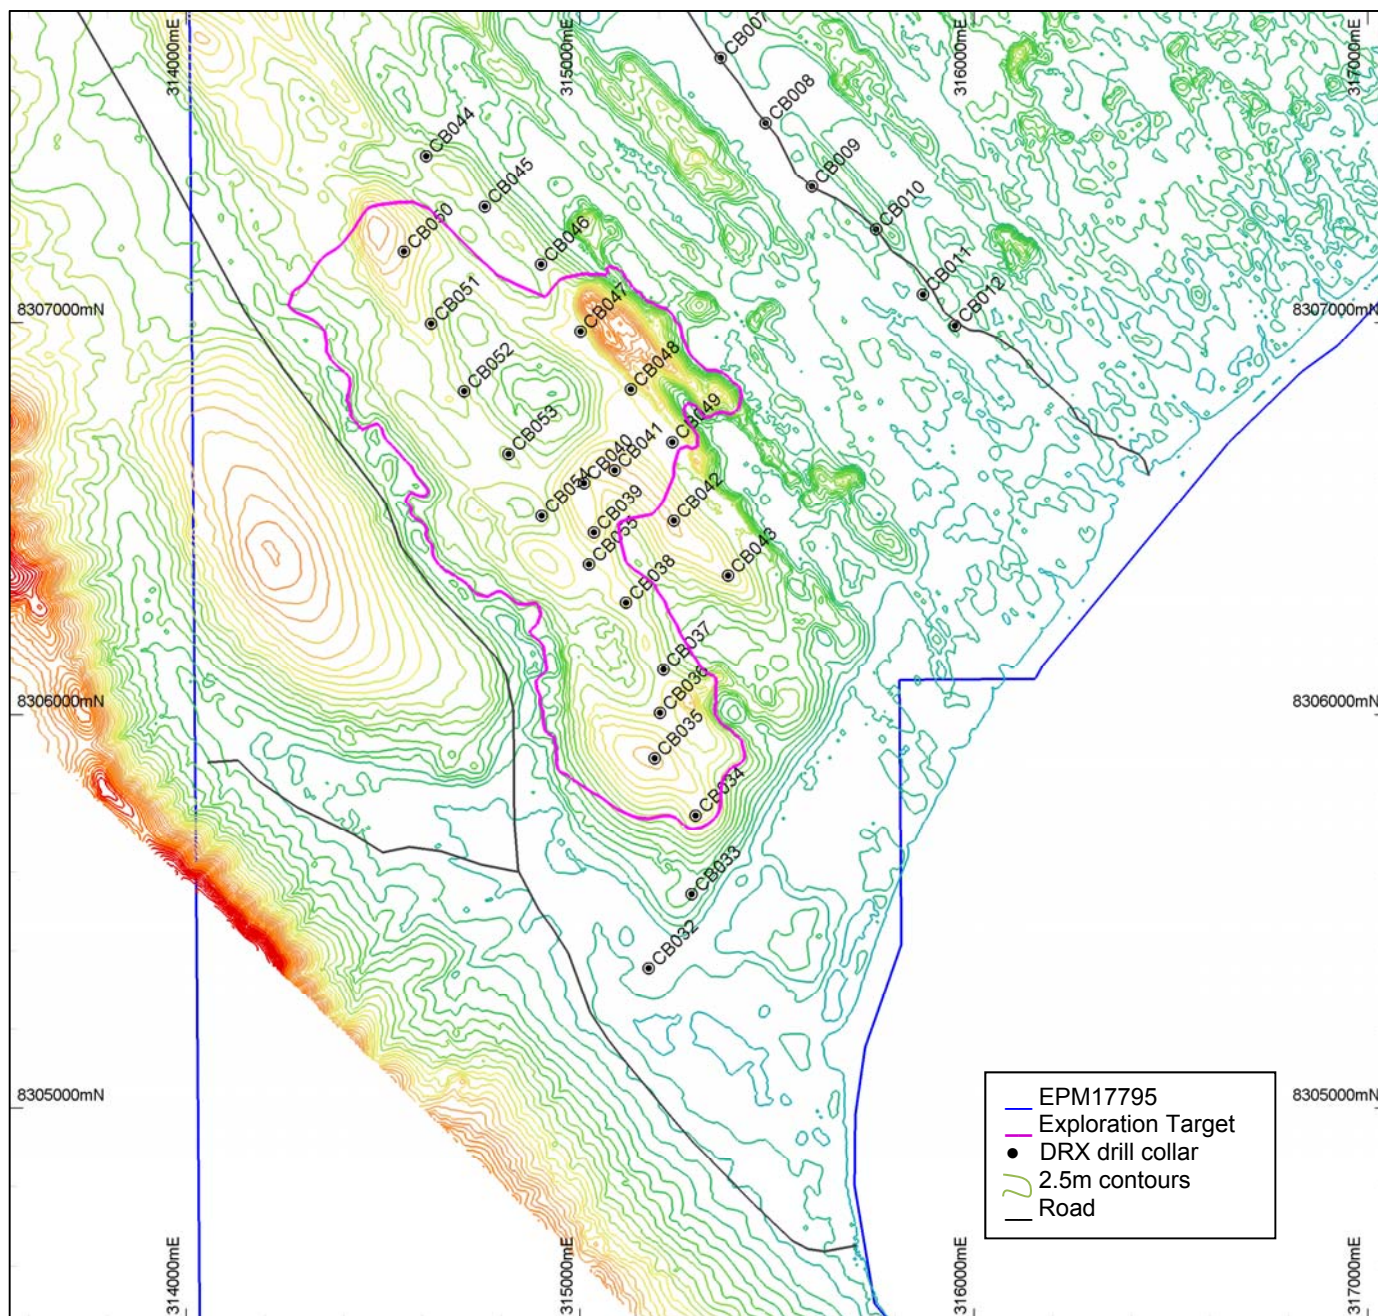 314000mE
315000mE
316000mE
317000mE
CB007
CB008
CB044
CB009
CB045
CB010
CB050
CB046
CB011
CB051
CB047
CB012
8307000mN
8307000mN
CB052
CB048
CB053
CB049
CB040
CB041
CB054
CB039
CB042
CB055
CB043
CB038
CB037
CB036
8306000mN
8306000mN
CB035
CB034
CB033
CB032
8305000mN
8305000mN
EPM17795
Exploration Target
DRX drill collar
2.5m contours
Road
314000mE
315000mE
316000mE
317000mE